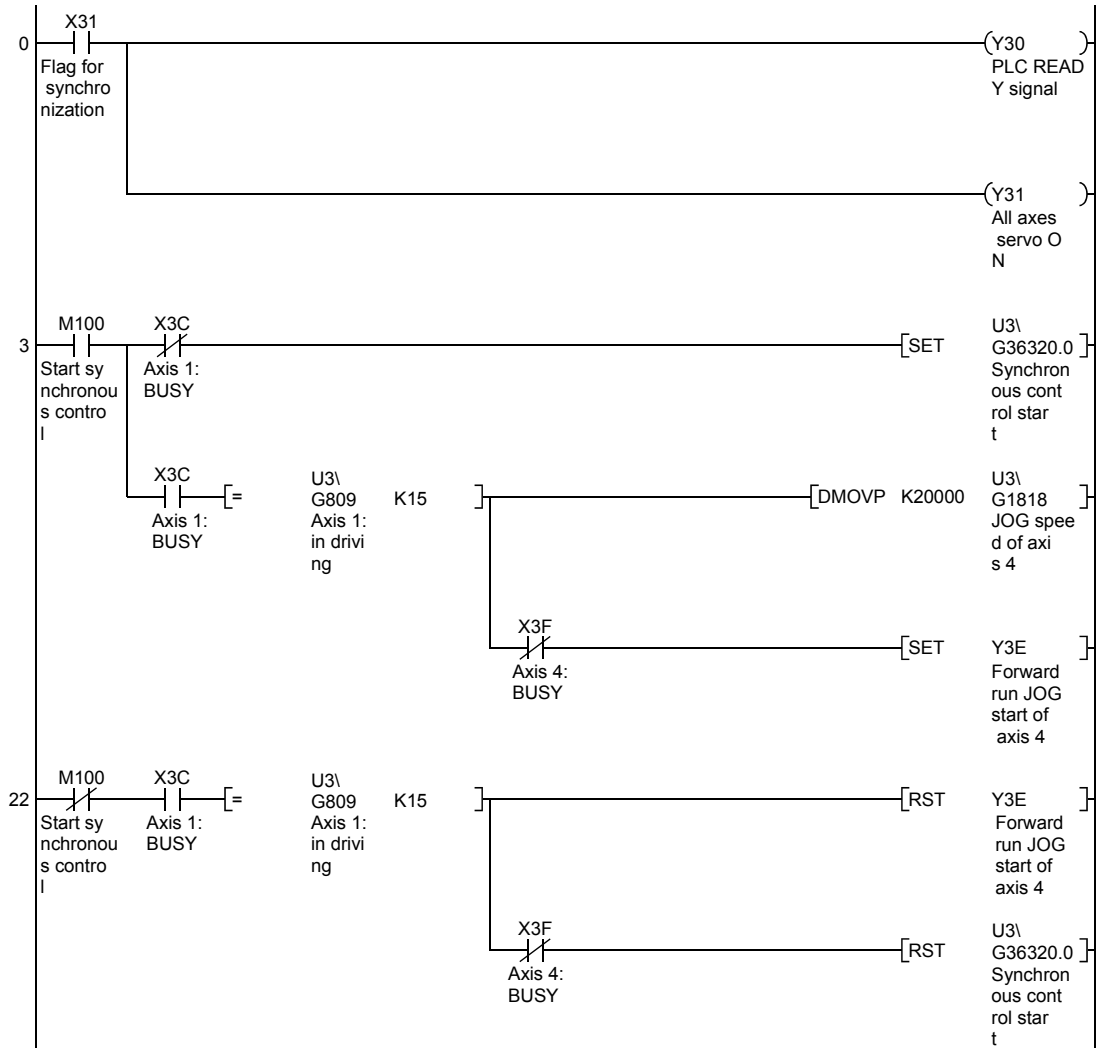 X31
0
(Y30 )
Flag for
synchro
nization
PLC READ
Y signal
(Y31 )
All axes
servo O
N
M100 X3C
3
[SET U3\
G36320.0 ]
Start sy
nchronou
s contro
l
Axis 1:
BUSY
Synchron
ous cont
rol star
t
X3C
[= U3\
G809 K15 ]
Axis 1:
BUSY
Axis 1:
in drivi
ng
[DMOVP K20000 U3\
G1818 ]
JOG spee
d of axi
s 4
X3F
Axis 4:
BUSY
[SET Y3E ]
Forward
run JOG
start of
axis 4
M100 X3C
22
[= U3\
G809 K15 ]
Start sy
nchronou
s contro
l
Axis 1:
BUSY
Axis 1:
in drivi
ng
[RST Y3E ]
Forward
run JOG
start of
axis 4
X3F
Axis 4:
BUSY
[RST U3\
G36320.0 ]
Synchron
ous cont
rol star
t